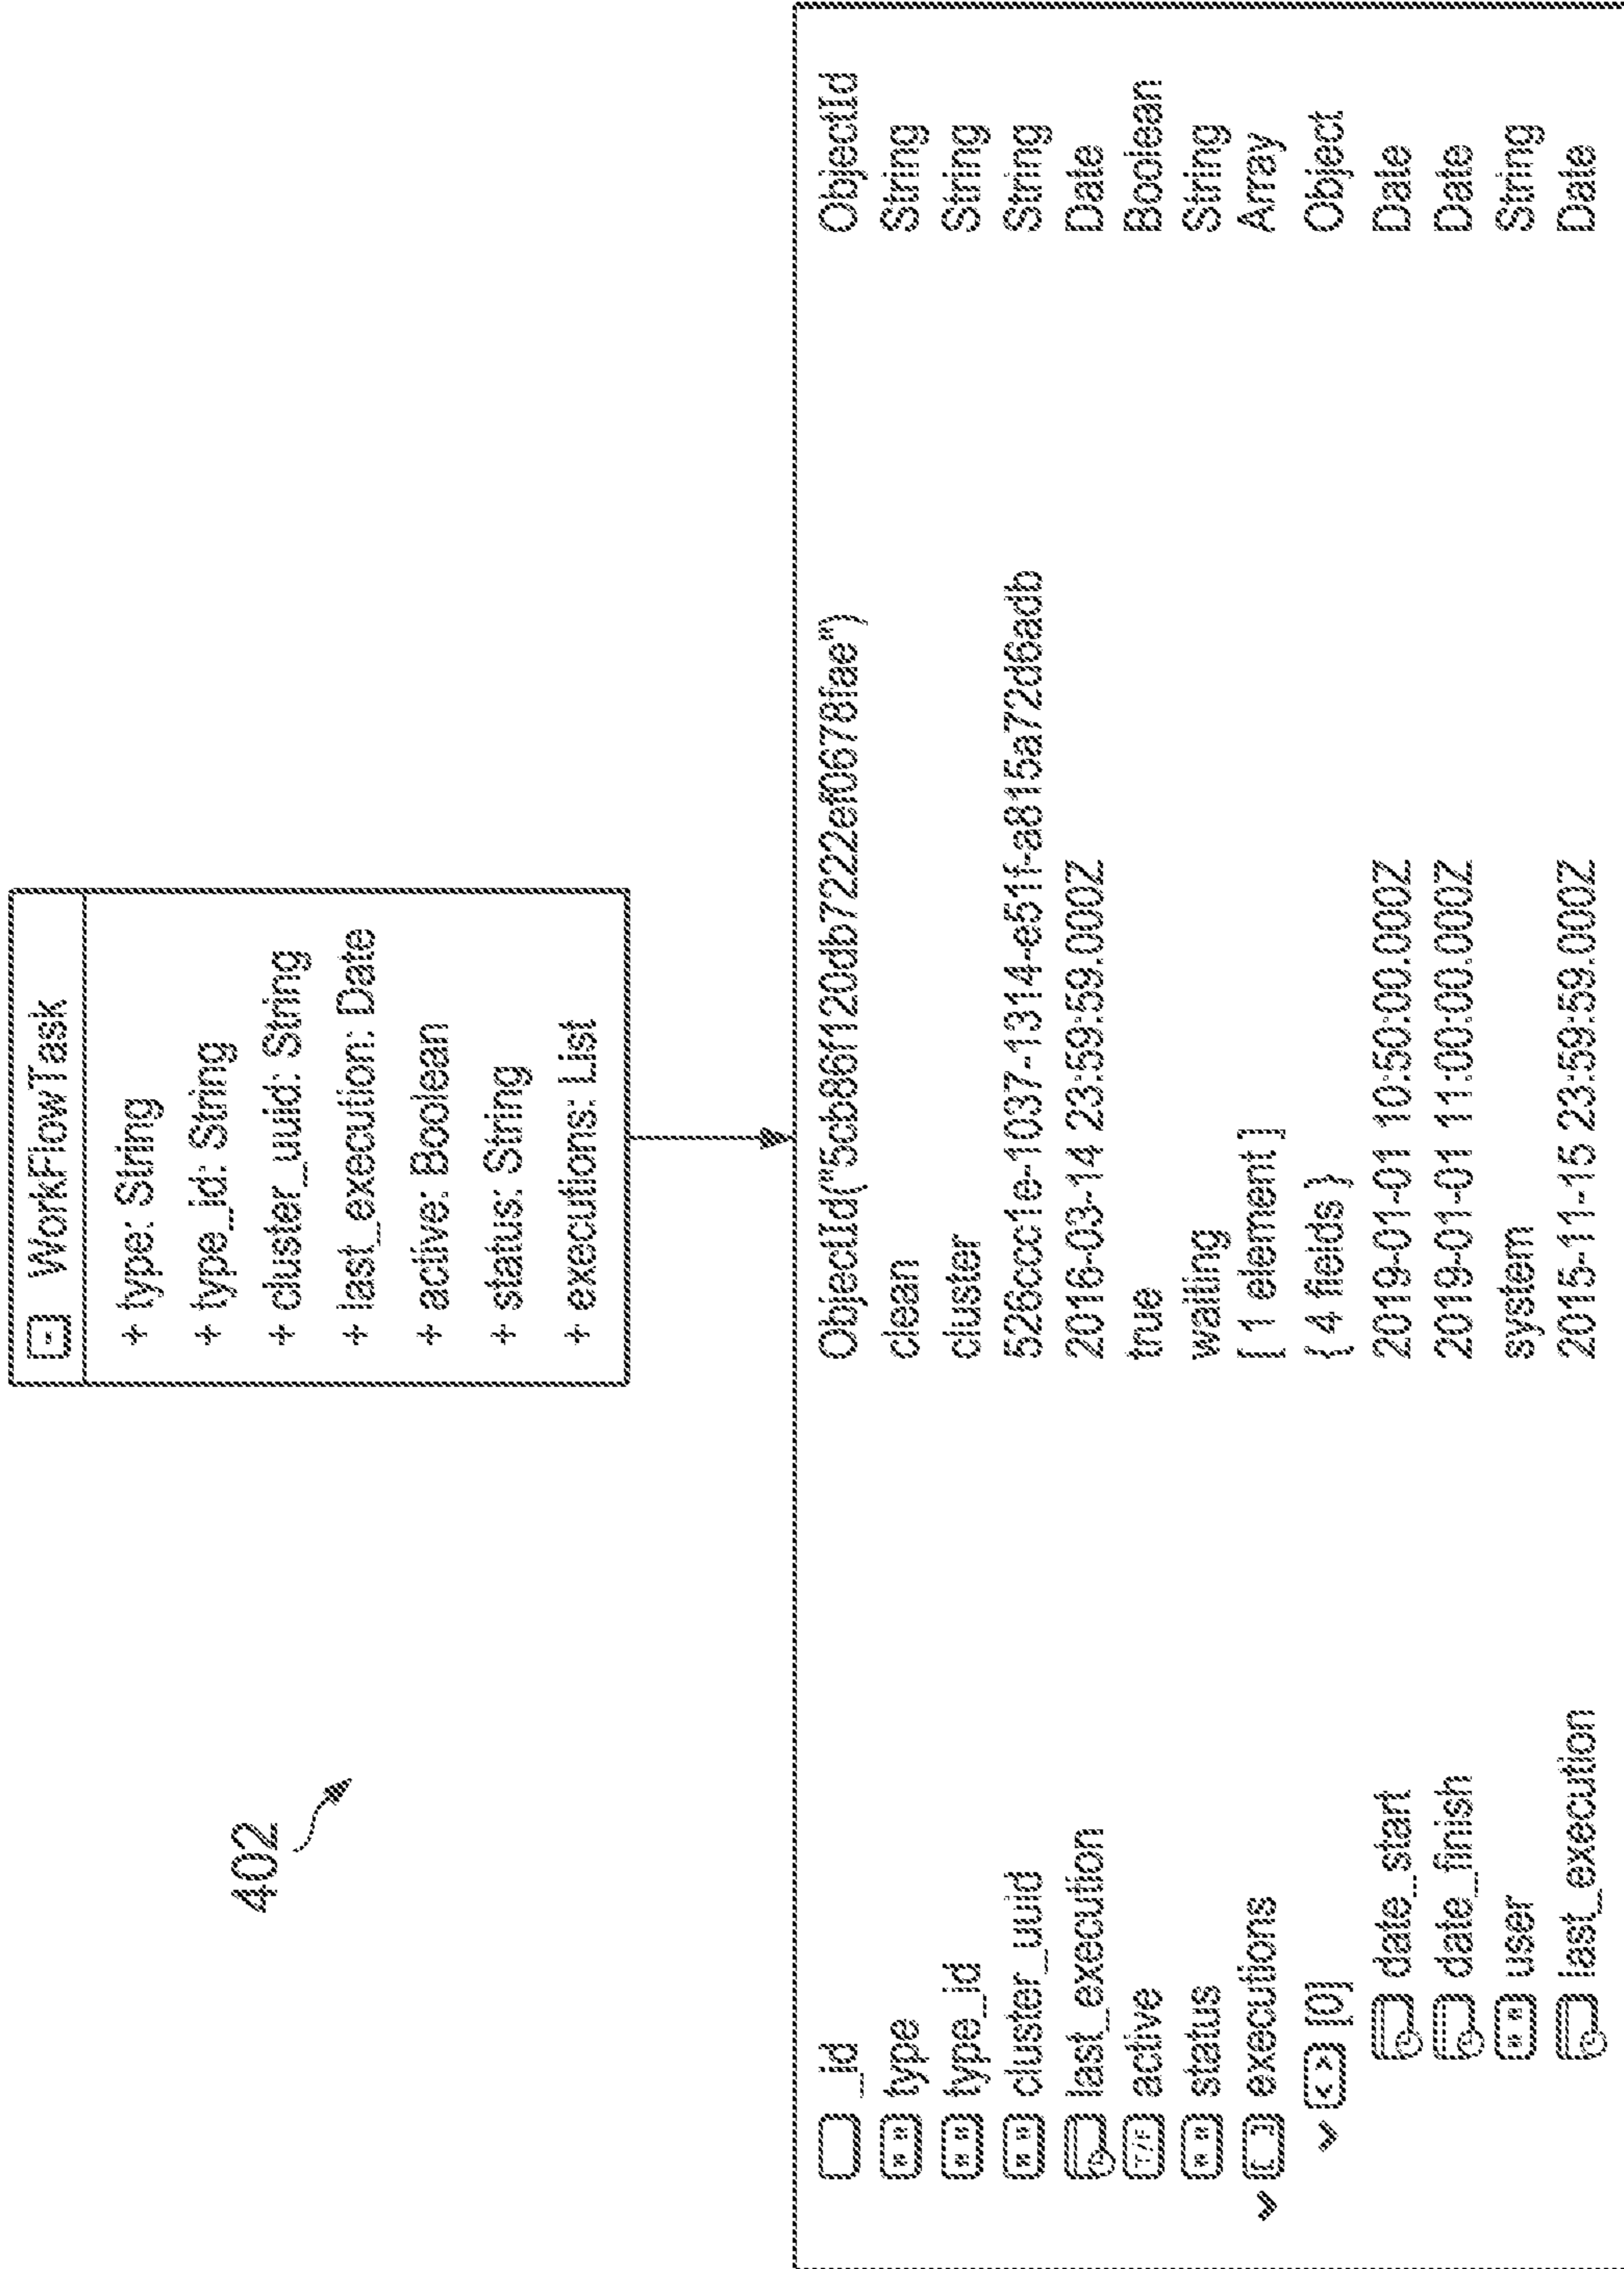 402
WorkFlowTask
+ type: String
+ type_id: String
+ cluster_uuid: String
+ last_execution: Date
+ active: Boolean
+ status: String
+ executions: List
_id ObjectId("5cb86f120db7222ef0678fae") ObjectId
type clean String
type_id cluster String
cluster_uuid 526ccc1e-1037-1314-e51f-a815a72d6adb String
last_execution 2016-03-14 23:59:59.000Z Date
T/F active true Boolean
status waiting String
executions [ 1 element ] Array
[0] { 4 fields } Object
date_start 2019-01-01 10:50:00.000Z Date
date_finish 2019-01-01 11:00:00.000Z Date
user system String
last_execution 2015-11-15 23:59:59.000Z Date